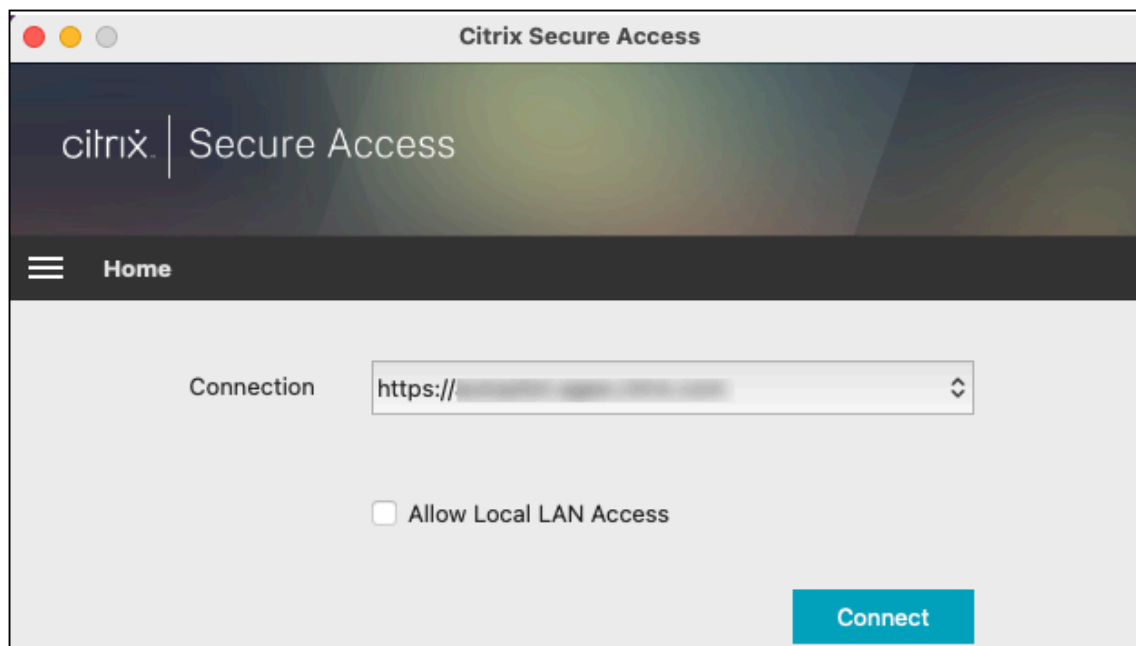 Citrix Secure Access
citrix. | Secure Access
Home
Connection
https://
Allow Local LAN Access
Connect